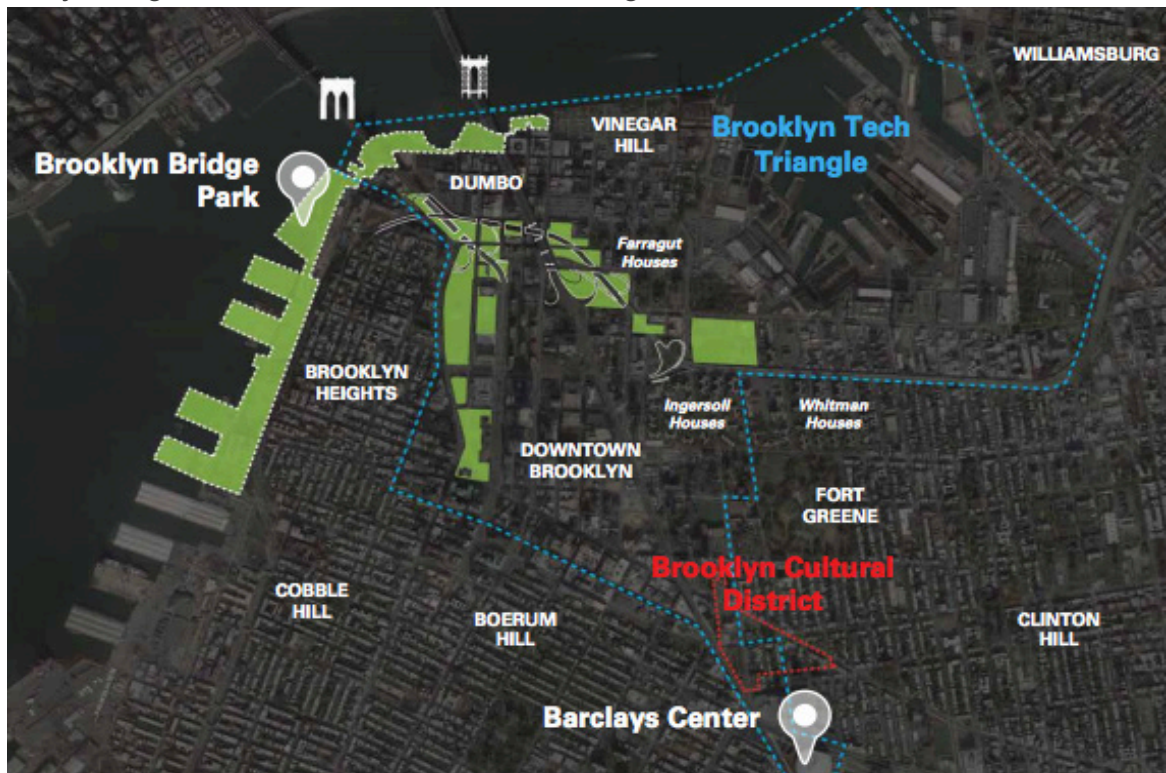 WILLIAMSBURG
VINEGAR
HILL
Brooklyn Tech
Triangle
Brooklyn Bridge
Park
DUMBO
Farragut
Houses
BROOKLYN
HEIGHTS
Ingersoll
Houses
Whitman
Houses
DOWNTOWN
BROOKLYN
FORT
GREENE
Brooklyn Cultural
District
COBBLE
HILL
BOERUM
HILL
CLINTON
HILL
Barclays Center